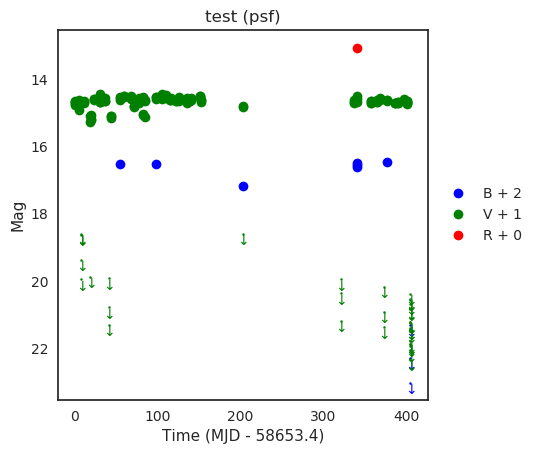 test (psf)
14
16
18
20
22
Mag
0
100
200
300
400
Time (MJD - 58653.4)
B + 2
V + 1
R + 0